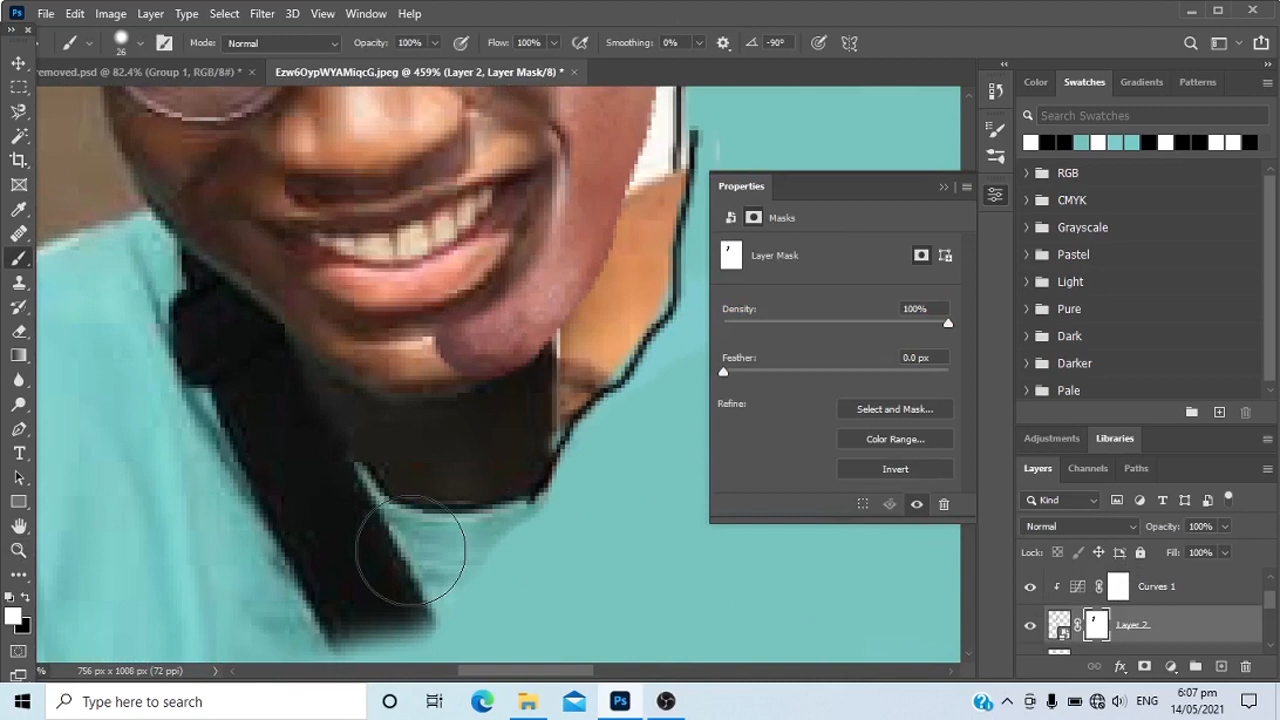 Ps File Edit Image Layer Type Select Filter 3D View Window Help
26 Mode: Normal Opacity: 100% Flow: 100% Smoothing: 0% -90°
removed.psd @ 82.4% (Group 1, RGB/8#) * × Ezw6OypWYAMiqcG.jpeg @ 459% (Layer 2, Layer Mask/8) * ×
Color Swatches Gradients Patterns
Search Swatches
RGB
CMYK
Grayscale
Pastel
Light
Pure
Dark
Darker
Pale
Properties
Masks
Layer Mask
Density: 100%
Feather: 0.0 px
Refine: Select and Mask...
Color Range...
Invert
Adjustments Libraries
Layers Channels Paths
Kind
Normal Opacity: 100%
Lock: Fill: 100%
Curves 1
Layer 2
% 756 px x 1008 px (72 ppi)
Type here to search
Ps
ENG
6:07 pm
14/05/2021